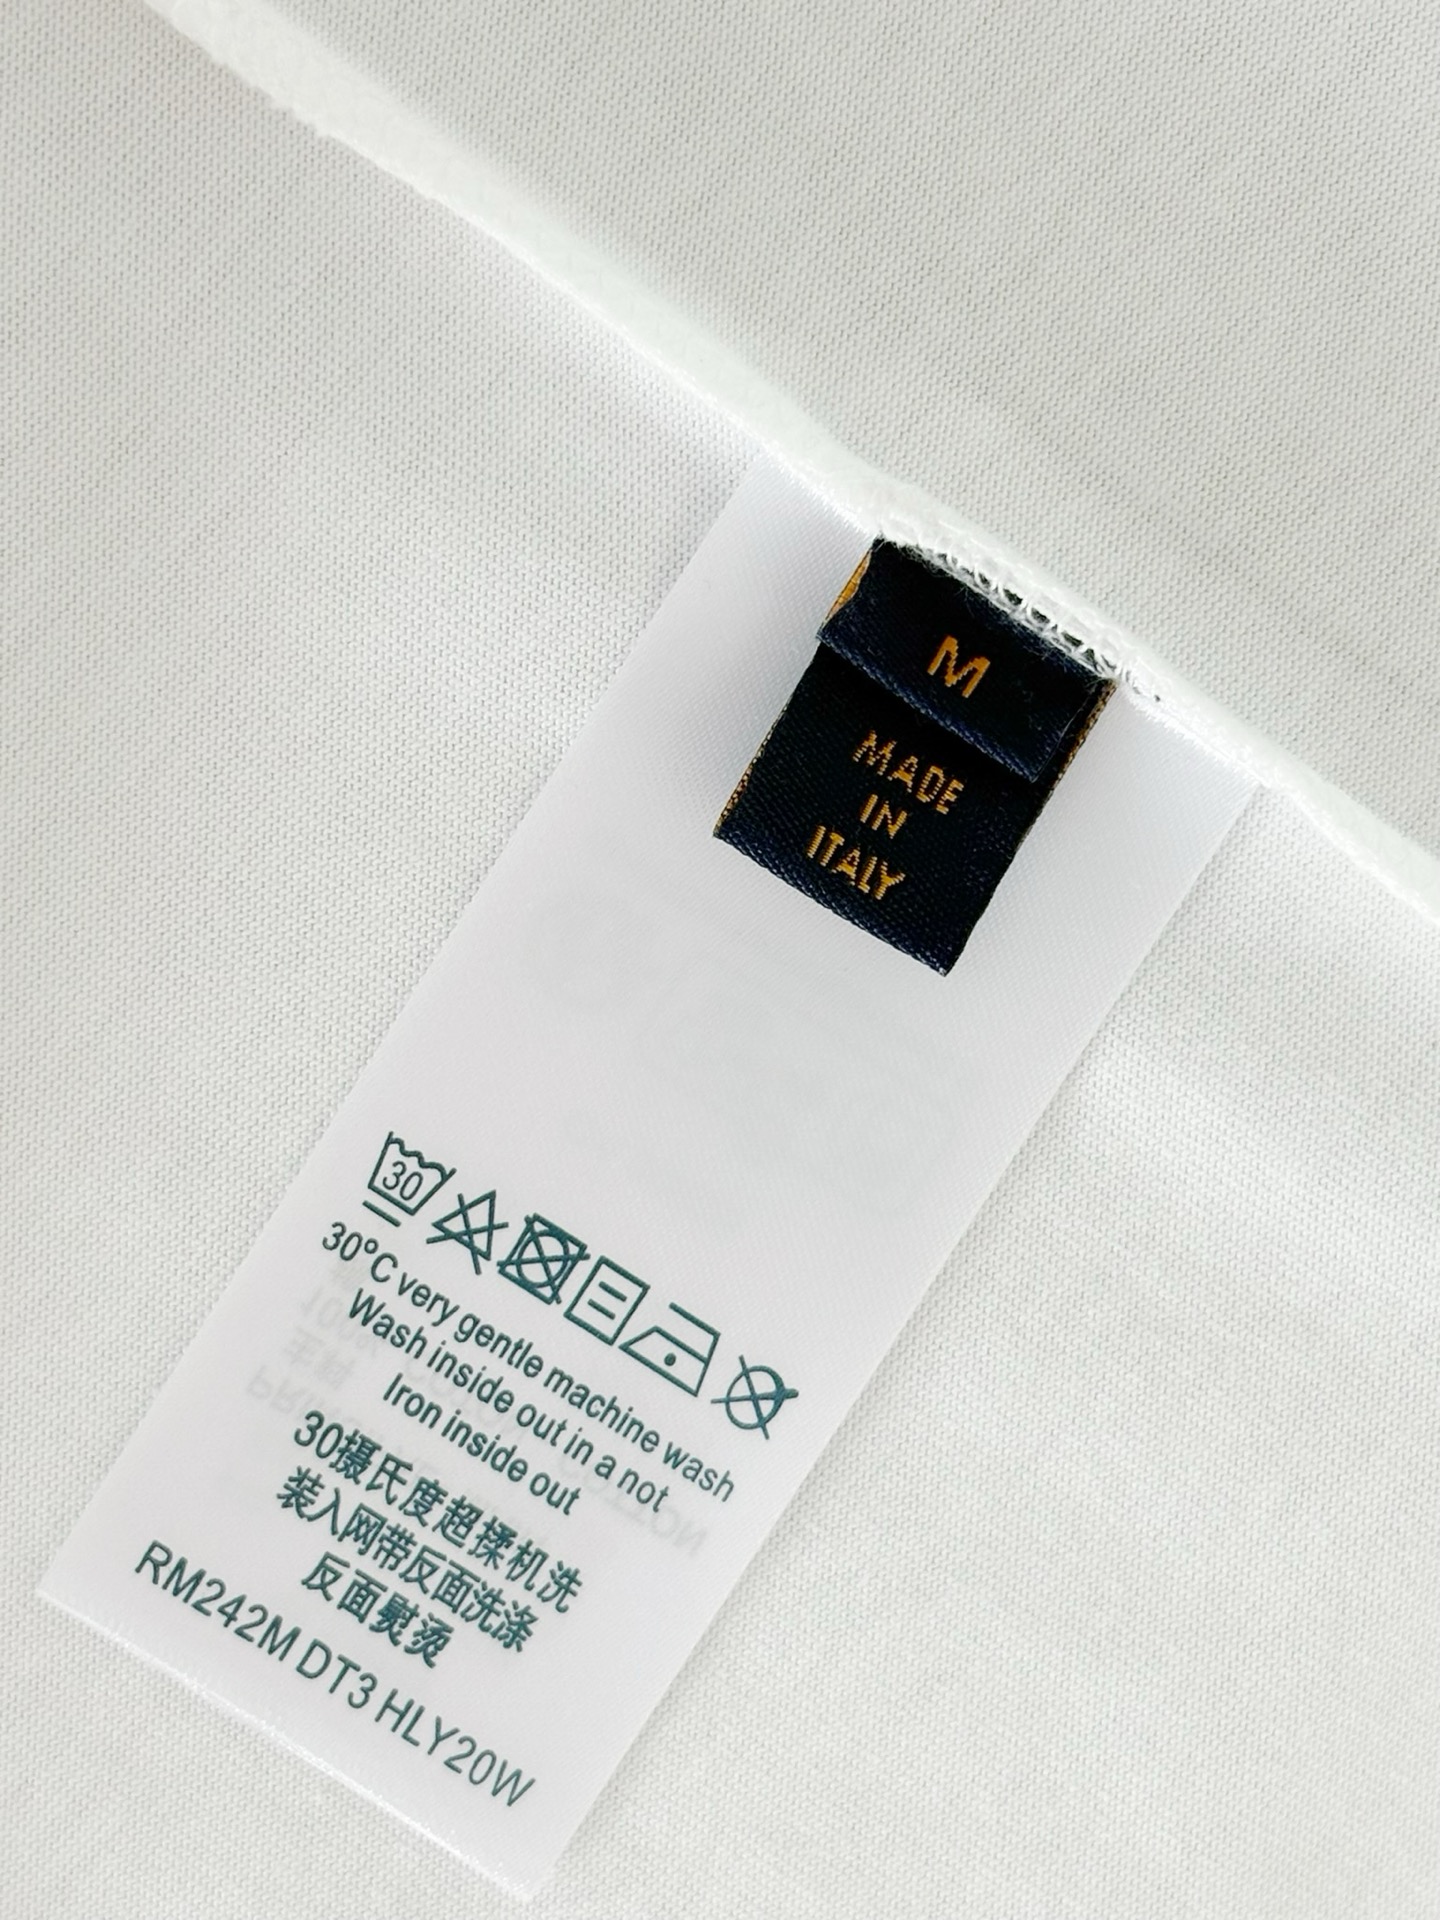 M
MADE
IN
ITALY
30
30°C very gentle machine wash
Wash inside out in a not
Iron inside out
30摄氏度超揉机洗
装入网带反面洗涤
反面熨烫
RM242M DT3 HLY20W